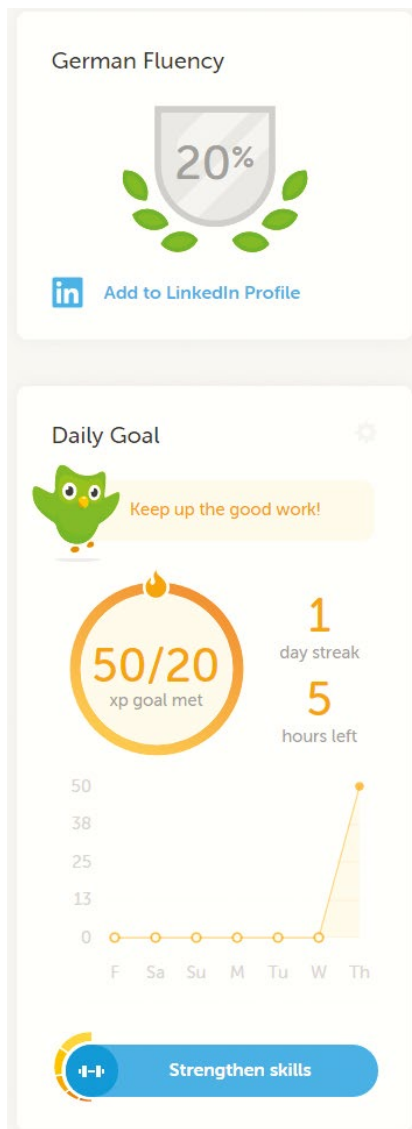 German Fluency
20%
in Add to LinkedIn Profile
Daily Goal
Keep up the good work!
50/20
xp goal met
1
day streak
5
hours left
50
38
25
13
0
F Sa Su M Tu W Th
Strengthen skills